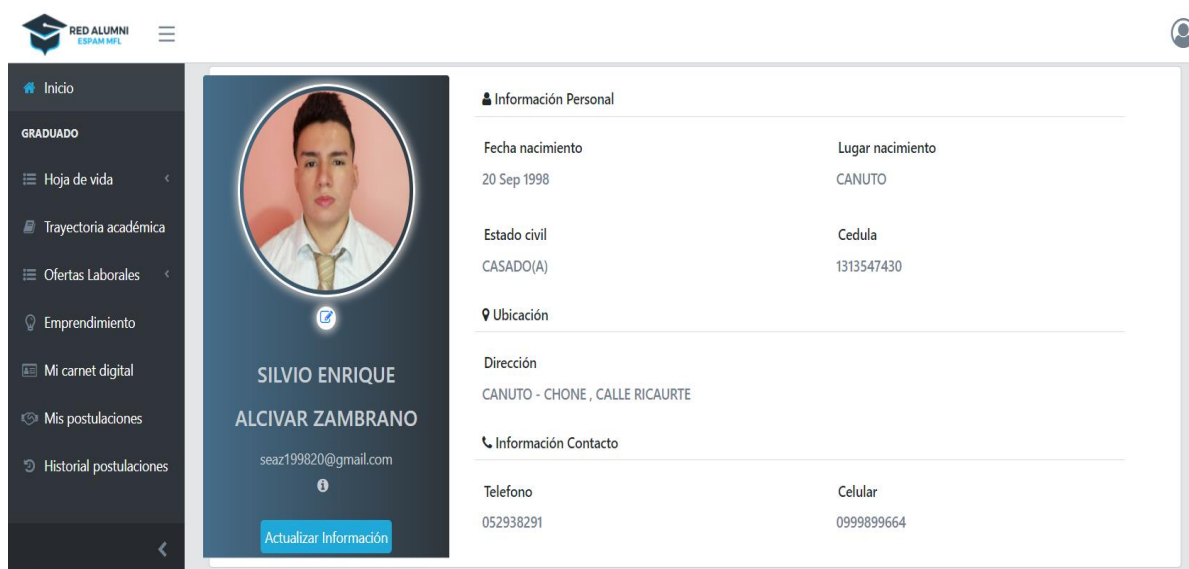 RED ALUMNI
ESPAM MFL
Inicio
GRADUADO
Hoja de vida
Trayectoria académica
Ofertas Laborales
Emprendimiento
Mi carnet digital
Mis postulaciones
Historial postulaciones
SILVIO ENRIQUE
ALCIVAR ZAMBRANO
seaz199820@gmail.com
Actualizar Información
Información Personal
Fecha nacimiento Lugar nacimiento
20 Sep 1998 CANUTO
Estado civil Cedula
CASADO(A) 1313547430
Ubicación
Dirección
CANUTO - CHONE , CALLE RICAURTE
Información Contacto
Telefono Celular
052938291 0999899664